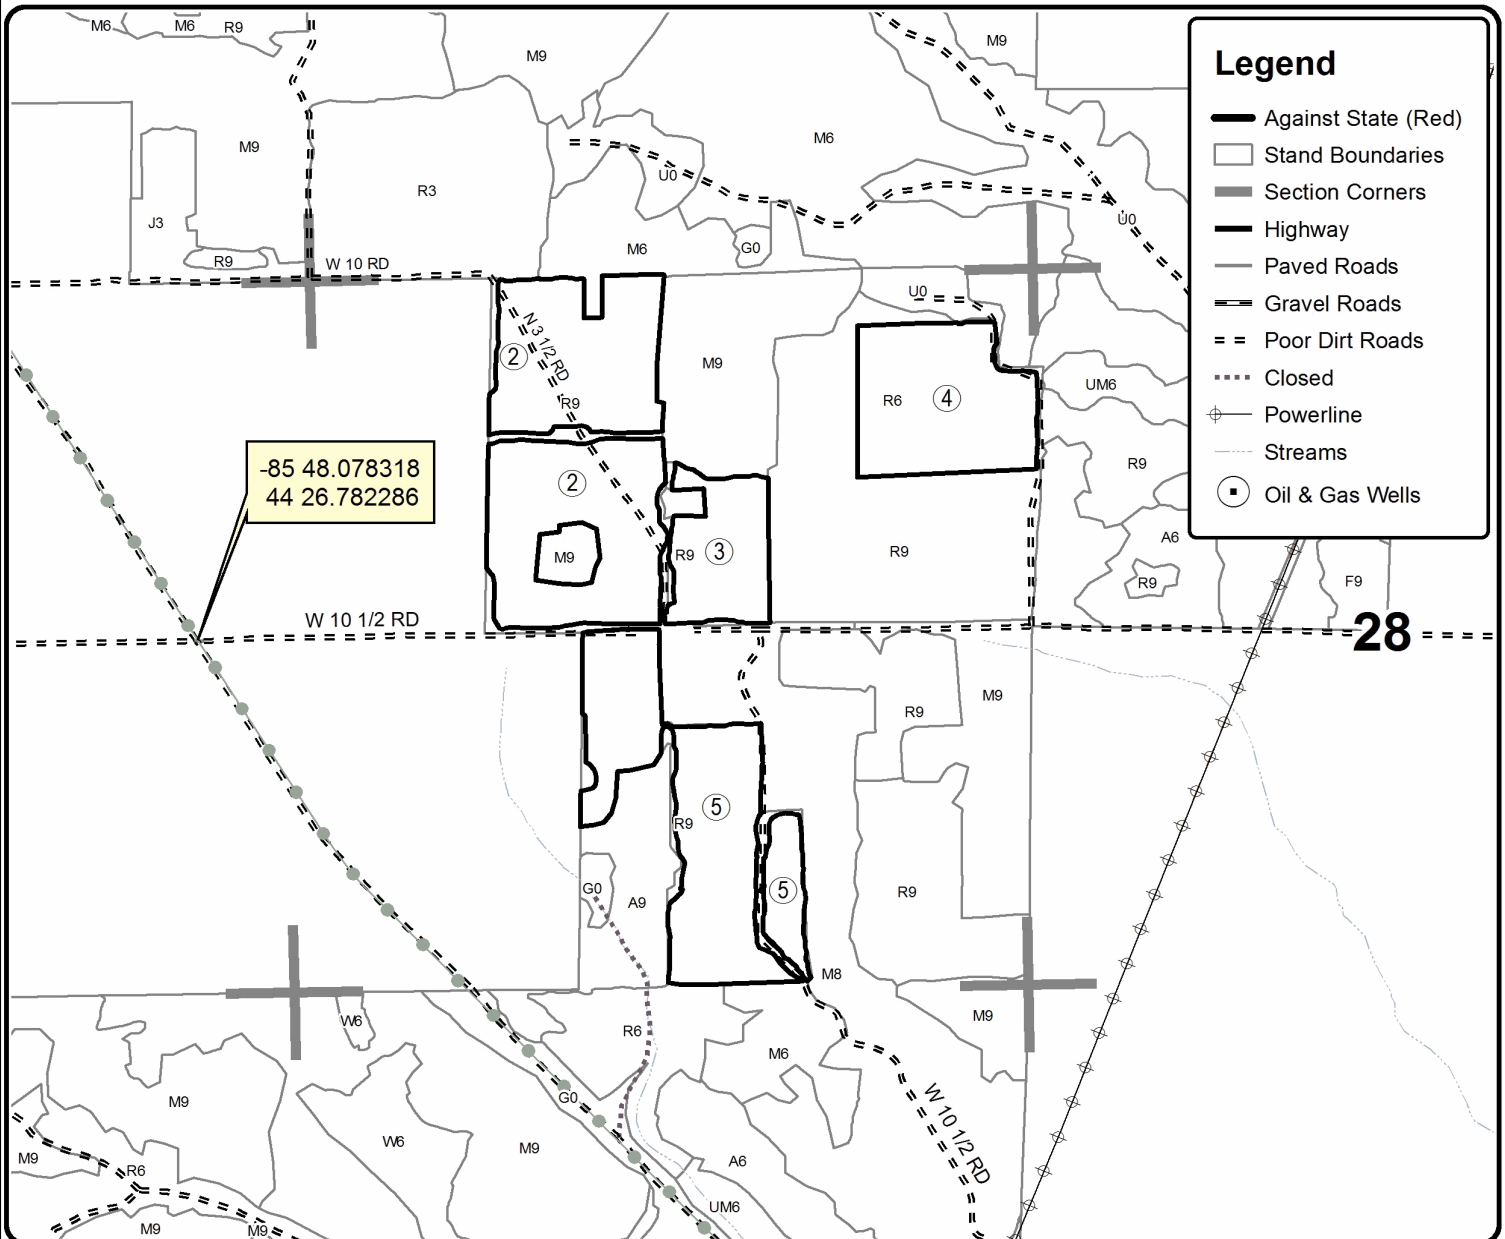 M6
M6
R9
M9
M9
M9
M6
R3
U0
J3
R9
W 10 RD
M6
G0
U0
U0
N 3 1/2 RD
2
R9
M9
R6
4
UM6
R9
-85 48.078318
44 26.782286
2
M9
R9
3
R9
A6
R9
F9
W 10 1/2 RD
28
R9
M9
5
R9
5
G0
A9
R9
M8
W6
R6
M9
M6
G0
W 10 1/2 RD
M9
W6
M9
M9
R6
A6
UM6
M9
M9
Legend
Against State (Red)
Stand Boundaries
Section Corners
Highway
Paved Roads
Gravel Roads
Poor Dirt Roads
Closed
Powerline
Streams
Oil & Gas Wells